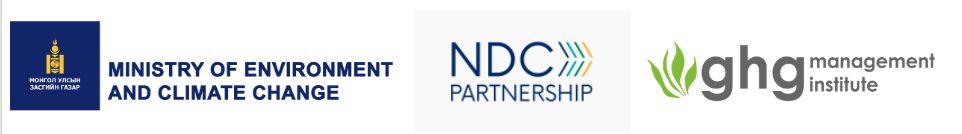 МОНГОЛ УЛСЫН
ЗАСГИЙН ГАЗАР
MINISTRY OF ENVIRONMENT
AND CLIMATE CHANGE
NDC
PARTNERSHIP
ghg management
institute